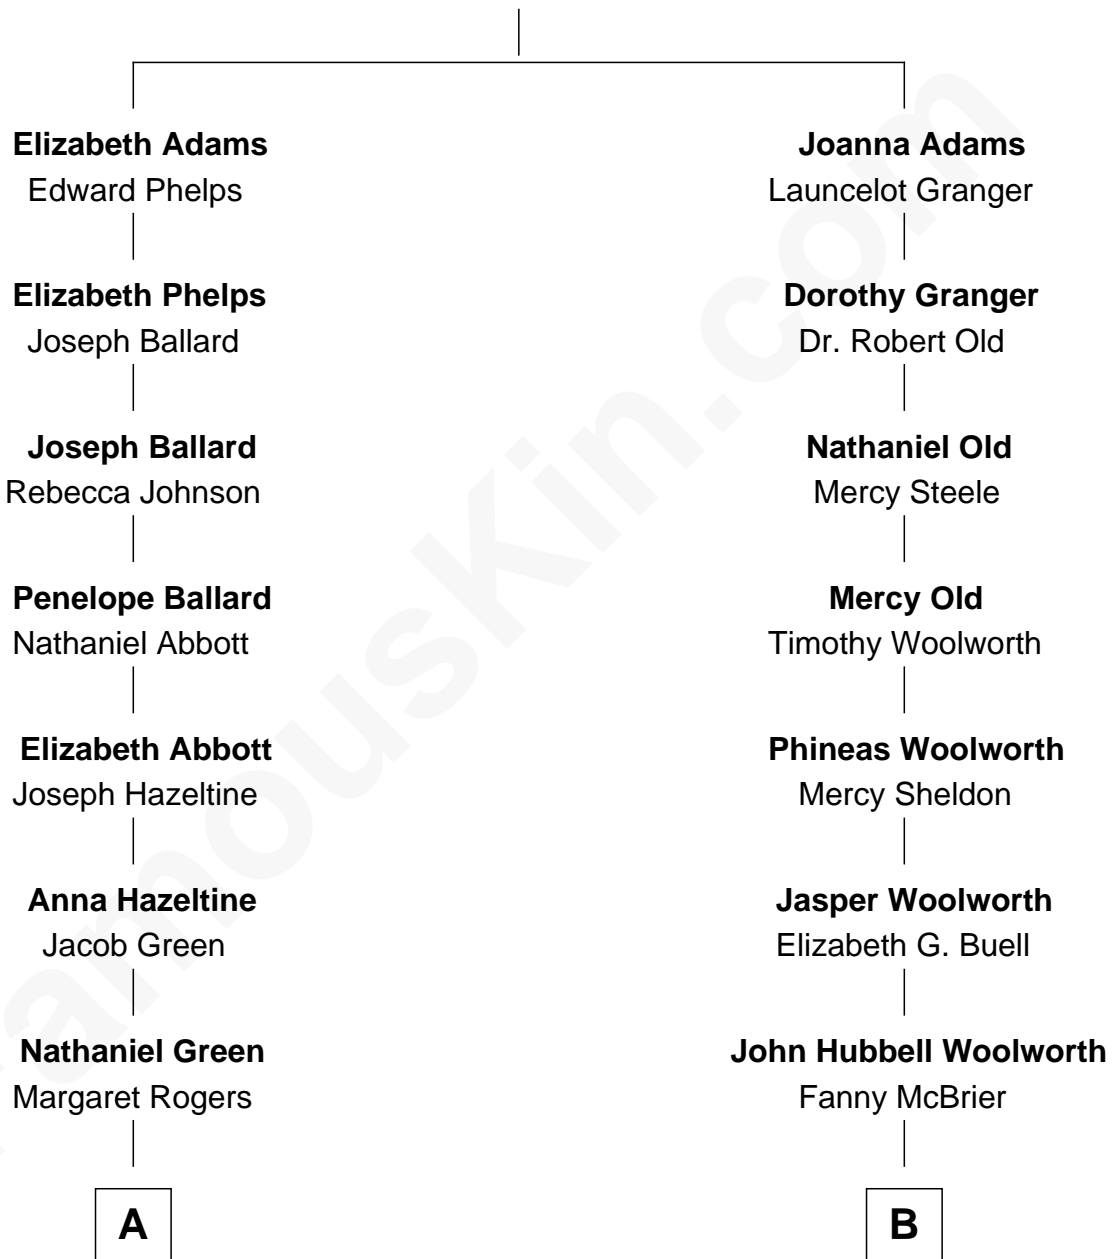 Elizabeth Adams
Edward Phelps
Elizabeth Phelps
Joseph Ballard
Joseph Ballard
Rebecca Johnson
Penelope Ballard
Nathaniel Abbott
Elizabeth Abbott
Joseph Hazeltine
Anna Hazeltine
Jacob Green
Nathaniel Green
Margaret Rogers
A
Joanna Adams
Launcelot Granger
Dorothy Granger
Dr. Robert Old
Nathaniel Old
Mercy Steele
Mercy Old
Timothy Woolworth
Phineas Woolworth
Mercy Sheldon
Jasper Woolworth
Elizabeth G. Buell
John Hubbell Woolworth
Fanny McBrier
B
FamousKin.com